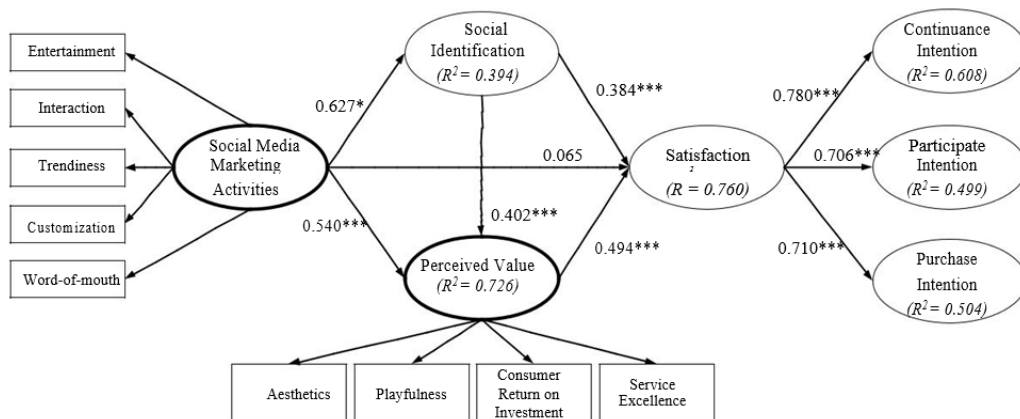 Entertainment
Interaction
Trendiness
Customization
Word-of-mouth
Social Media
Marketing
Activities
0.627*
0.540***
Social
Identification
(R² = 0.394)
0.384***
0.065
0.402***
0.494***
Perceived Value
(R² = 0.726)
Aesthetics
Playfulness
Consumer
Return on
Investment
Service
Excellence
Satisfaction
2
(R = 0.760)
0.780***
0.706***
0.710***
Continuance
Intention
(R² = 0.608)
Participate
Intention
(R² = 0.499)
Purchase
Intention
(R² = 0.504)